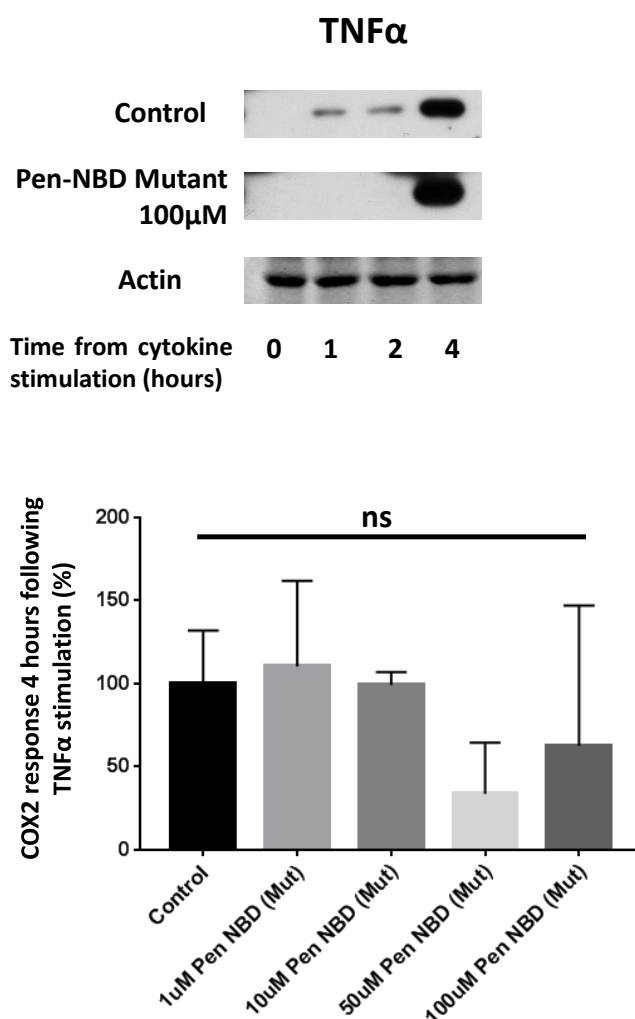 TNFα
Control
Pen-NBD Mutant
100µM
Actin
Time from cytokine
stimulation (hours)
0 1 2 4
COX2 response 4 hours following
TNFα stimulation (%)
200
150
100
50
0
ns
Control
1uM Pen NBD (Mut)
10uM Pen NBD (Mut)
50uM Pen NBD (Mut)
100uM Pen NBD (Mut)